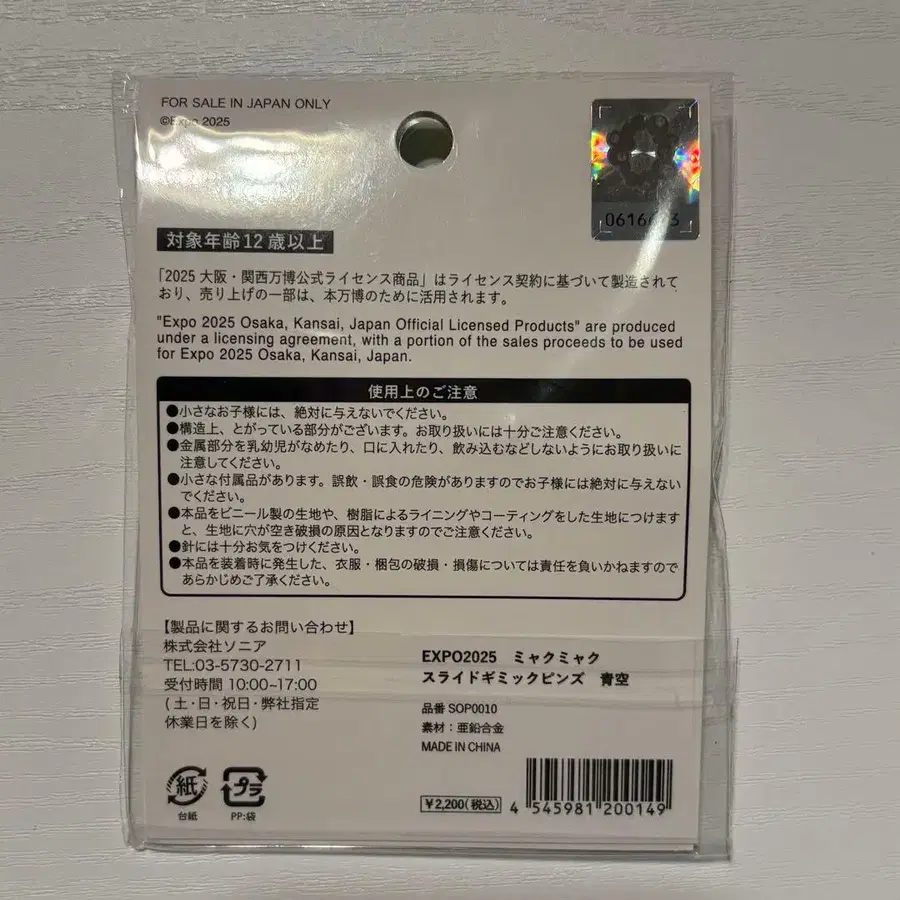 FOR SALE IN JAPAN ONLY
©Expo 2025
対象年齢12歳以上
「2025 大阪・関西万博公式ライセンス商品」はライセンス契約に基づいて製造されて
おり、売り上げの一部は、本万博のために活用されます。
"Expo 2025 Osaka, Kansai, Japan Official Licensed Products" are produced
under a licensing agreement, with a portion of the sales proceeds to be used
for Expo 2025 Osaka, Kansai, Japan.
使用上のご注意
●小さなお子様には、絶対に与えないでください。
●構造上、とがっている部分がございます。お取り扱いには十分ご注意ください。
●金属部分を乳幼児がなめたり、口に入れたり、飲み込むなどしないようにお取り扱いに
注意してください。
●小さな付属品があります。誤飲・誤食の危険がありますのでお子様には絶対に与えない
でください。
●本品をビニール製の生地や、樹脂によるライニングやコーティングをした生地につけます
と、生地に穴が空き破損の原因となりますのでご注意ください。
●針には十分お気をつけください。
●本品を装着時に発生した、衣服・梱包の破損・損傷については責任を負いかねますので
あらかじめご了承ください。
【製品に関するお問い合わせ】
株式会社ソニア
TEL:03-5730-2711
受付時間 10:00~17:00
(土・日・祝日・弊社指定
休業日を除く)
EXPO2025 ミャクミャク
スライドギミックピンズ 青空
品番 SOP0010
素材：亜鉛合金
MADE IN CHINA
¥2,200(税込)
4 545981 200149
紙
台紙
プラ
PP:袋